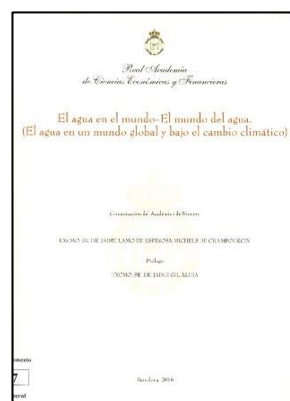 Real Academia
de Ciencias Económicas y Financieras
El agua en el mundo-El mundo del agua.
(El agua en un mundo global y bajo el cambio climático)
Comunicación del Académico de Número
EXCMO. SR. DR. JAIME LAMO DE ESPINOSA MICHELS DE CHAMPOURCIN
Prólogo
EXCMO. SR. DR. JAIME GIL ALUJA
Barcelona 2016
7